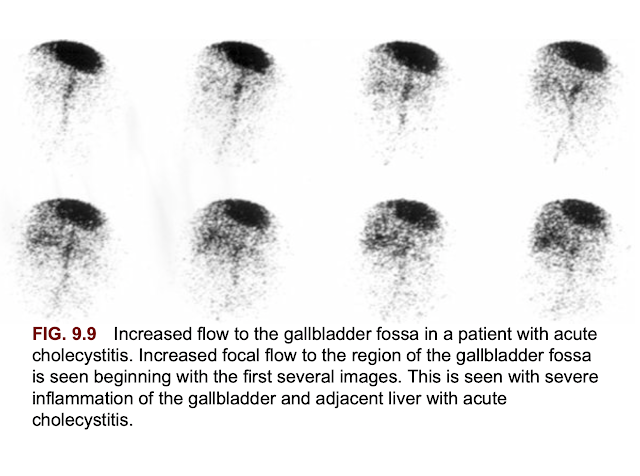 FIG. 9.9 Increased flow to the gallbladder fossa in a patient with acute
cholecystitis. Increased focal flow to the region of the gallbladder fossa
is seen beginning with the first several images. This is seen with severe
inflammation of the gallbladder and adjacent liver with acute
cholecystitis.